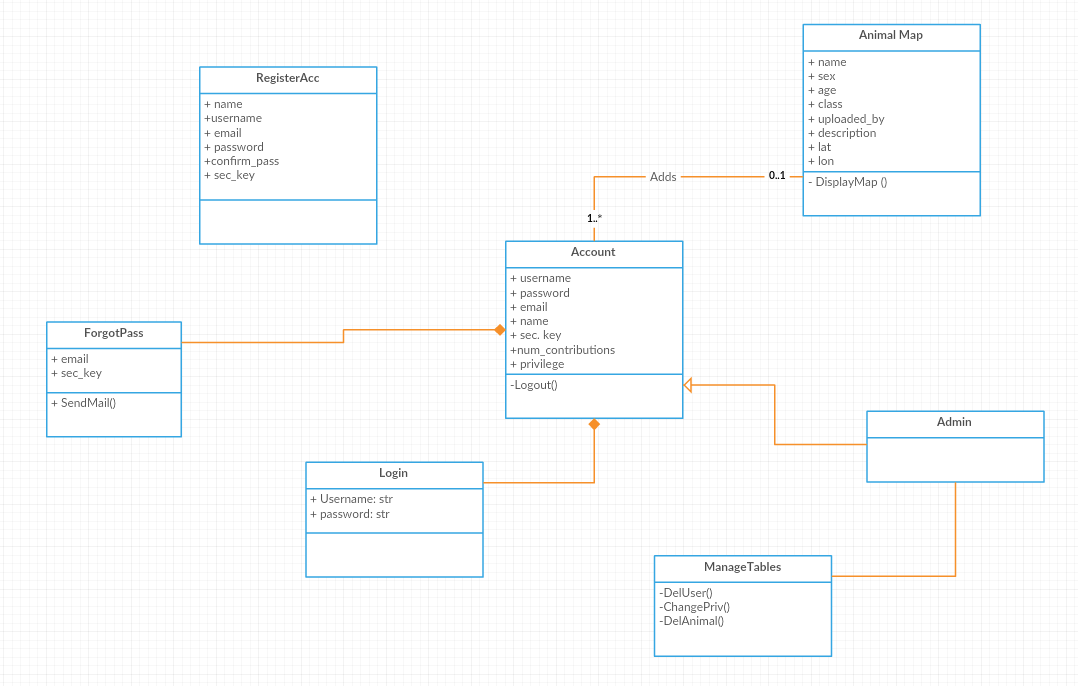 Animal Map
+ name
+ sex
+ age
+ class
+ uploaded_by
+ description
+ lat
+ lon
- DisplayMap ()
RegisterAcc
+ name
+username
+ email
+ password
+confirm_pass
+ sec_key
Adds
0..1
1..*
Account
+ username
+ password
+ email
+ name
+ sec. key
+num_contributions
+ privilege
-Logout()
ForgotPass
+ email
+ sec_key
+ SendMail()
Admin
Login
+ Username: str
+ password: str
ManageTables
-DelUser()
-ChangePriv()
-DelAnimal()